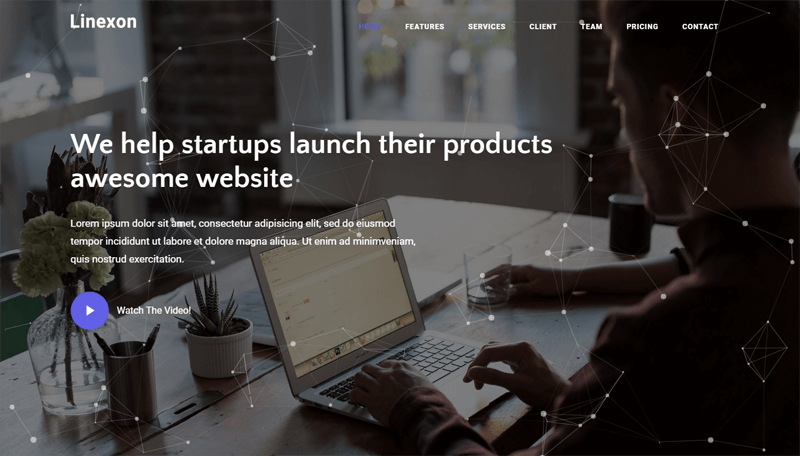 Linexon
HOME FEATURES SERVICES CLIENT TEAM PRICING CONTACT
We help startups launch their products
awesome website
Lorem ipsum dolor sit amet, consectetur adipisicing elit, sed do eiusmod
tempor incididunt ut labore et dolore magna aliqua. Ut enim ad minimveniam,
quis nostrud exercitation.
Watch The Video!